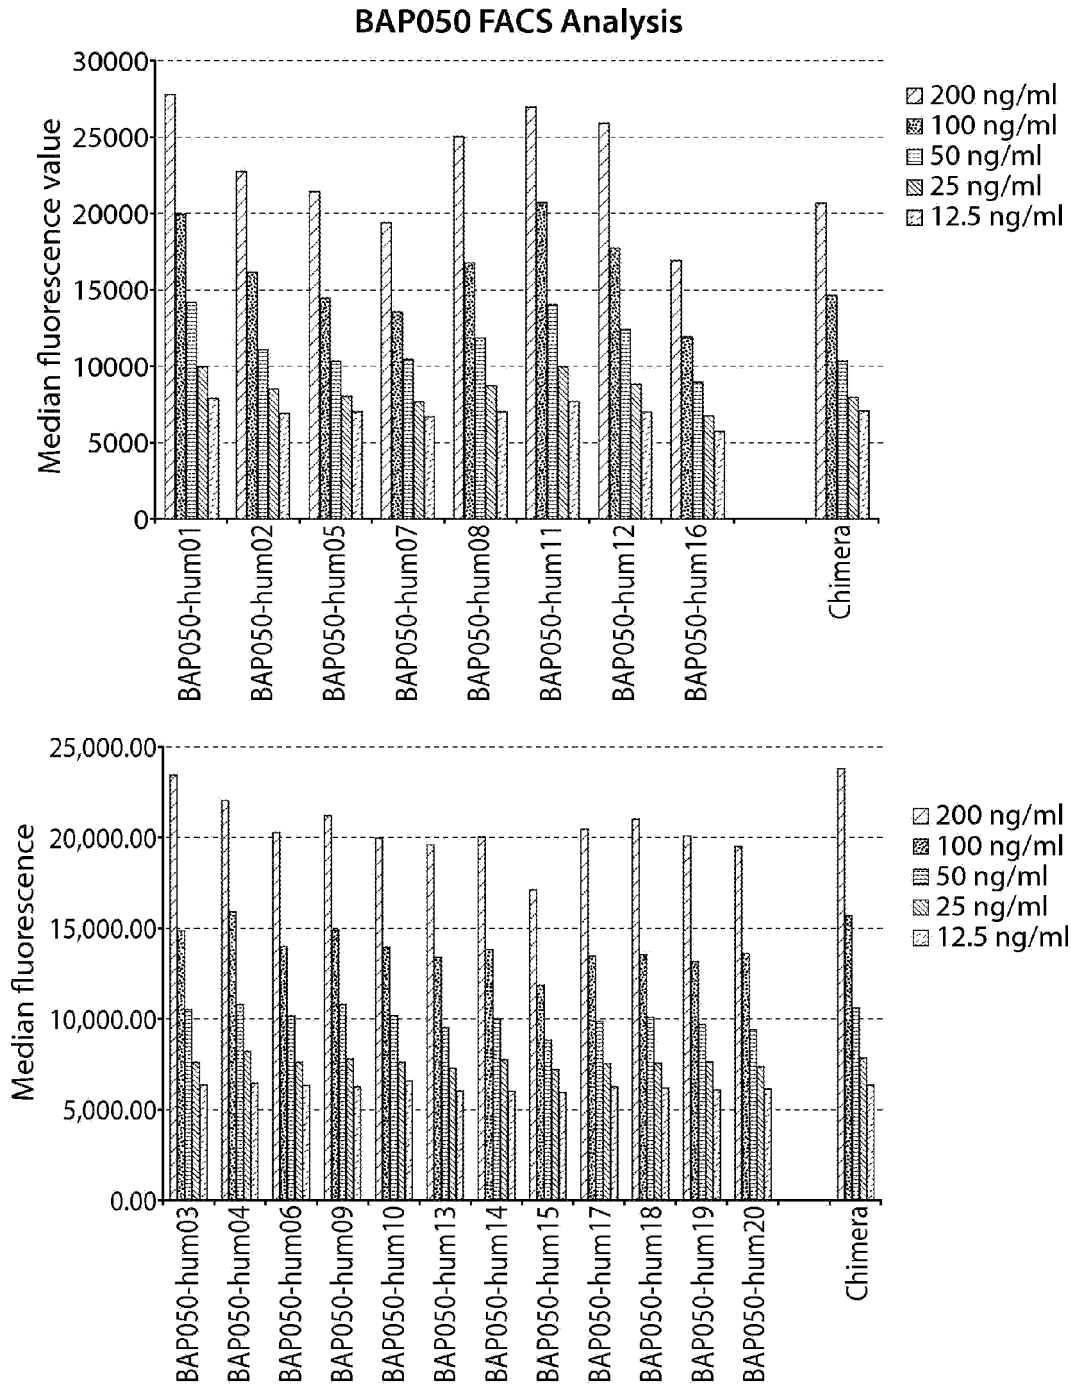 BAP050 FACS Analysis
Median fluorescence value
30000
25000
20000
15000
10000
5000
0
200 ng/ml
100 ng/ml
50 ng/ml
25 ng/ml
12.5 ng/ml
BAP050-hum01
BAP050-hum02
BAP050-hum05
BAP050-hum07
BAP050-hum08
BAP050-hum11
BAP050-hum12
BAP050-hum16
Chimera
Median fluorescence
25,000.00
20,000.00
15,000.00
10,000.00
5,000.00
0.00
200 ng/ml
100 ng/ml
50 ng/ml
25 ng/ml
12.5 ng/ml
BAP050-hum03
BAP050-hum04
BAP050-hum06
BAP050-hum09
BAP050-hum10
BAP050-hum13
BAP050-hum14
BAP050-hum15
BAP050-hum17
BAP050-hum18
BAP050-hum19
BAP050-hum20
Chimera